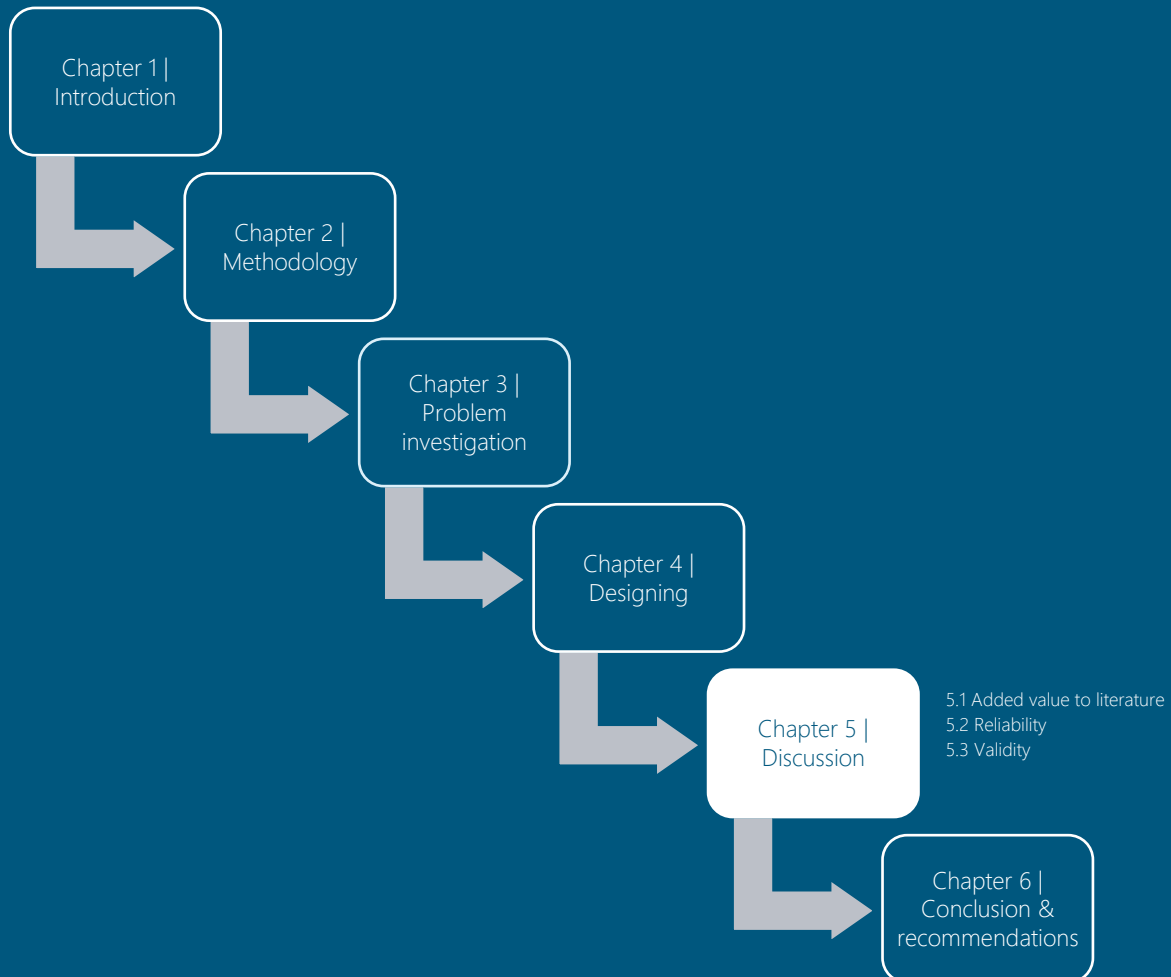 Chapter 1 |
Introduction
Chapter 2 |
Methodology
Chapter 3 |
Problem
investigation
Chapter 4 |
Designing
Chapter 5 |
Discussion
5.1 Added value to literature
5.2 Reliability
5.3 Validity
Chapter 6 |
Conclusion &
recommendations